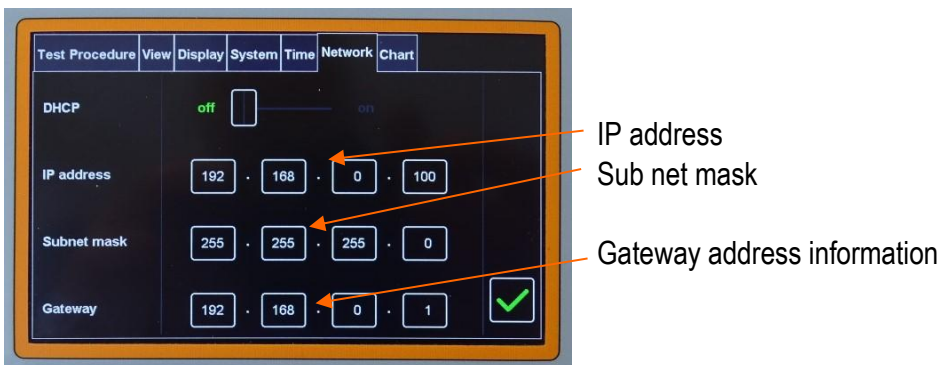 Test Procedure View Display System Time Network Chart
DHCP off on
IP address 192 . 168 . 0 . 100
Subnet mask 255 . 255 . 255 . 0
Gateway 192 . 168 . 0 . 1
IP address
Sub net mask
Gateway address information